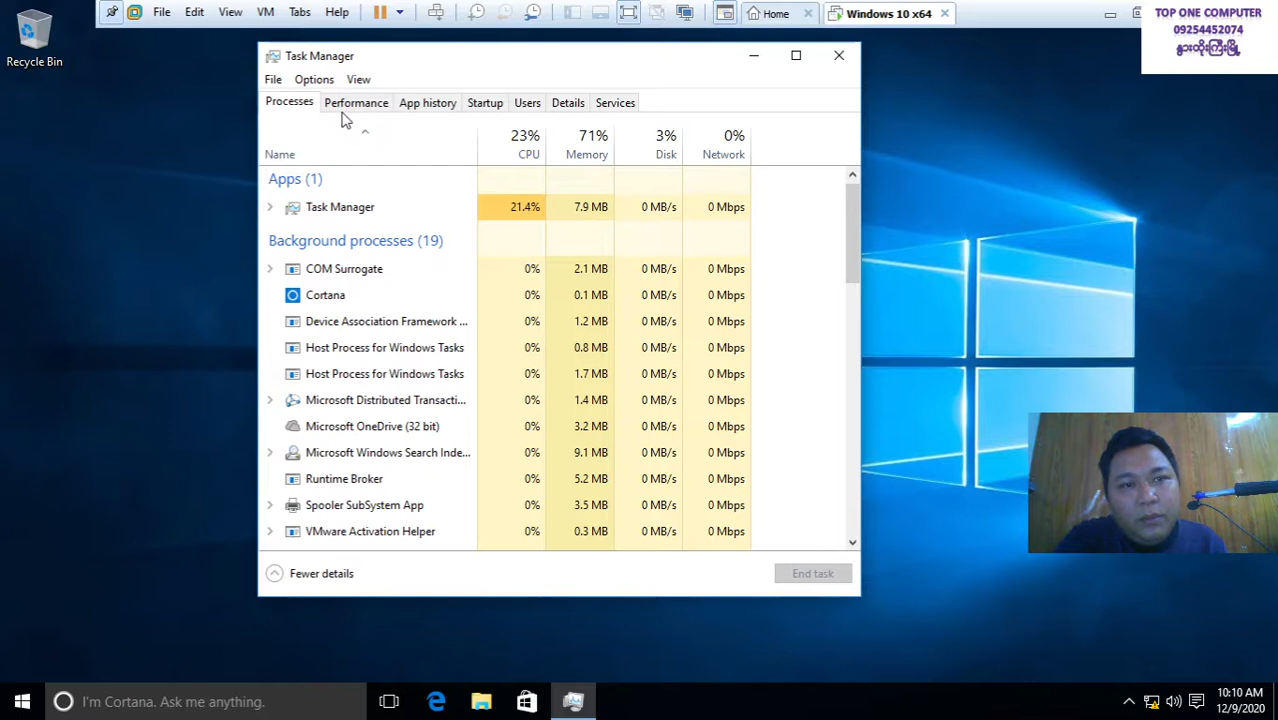 File Edit View VM Tabs Help Home Windows 10 x64
TOP ONE COMPUTER
09254452074
နွားထိုးကြီးမြို့
Recycle Bin
Task Manager
File Options View
Processes Performance App history Startup Users Details Services
23% 71% 3% 0%
Name CPU Memory Disk Network
Apps (1)
Task Manager 21.4% 7.9 MB 0 MB/s 0 Mbps
Background processes (19)
COM Surrogate 0% 2.1 MB 0 MB/s 0 Mbps
Cortana 0% 0.1 MB 0 MB/s 0 Mbps
Device Association Framework ... 0% 1.2 MB 0 MB/s 0 Mbps
Host Process for Windows Tasks 0% 0.8 MB 0 MB/s 0 Mbps
Host Process for Windows Tasks 0% 1.7 MB 0 MB/s 0 Mbps
Microsoft Distributed Transacti... 0% 1.4 MB 0 MB/s 0 Mbps
Microsoft OneDrive (32 bit) 0% 3.2 MB 0 MB/s 0 Mbps
Microsoft Windows Search Inde... 0% 9.1 MB 0 MB/s 0 Mbps
Runtime Broker 0% 5.2 MB 0 MB/s 0 Mbps
Spooler SubSystem App 0% 3.5 MB 0 MB/s 0 Mbps
VMware Activation Helper 0% 0.3 MB 0 MB/s 0 Mbps
Fewer details End task
I'm Cortana. Ask me anything.
10:10 AM
12/9/2020